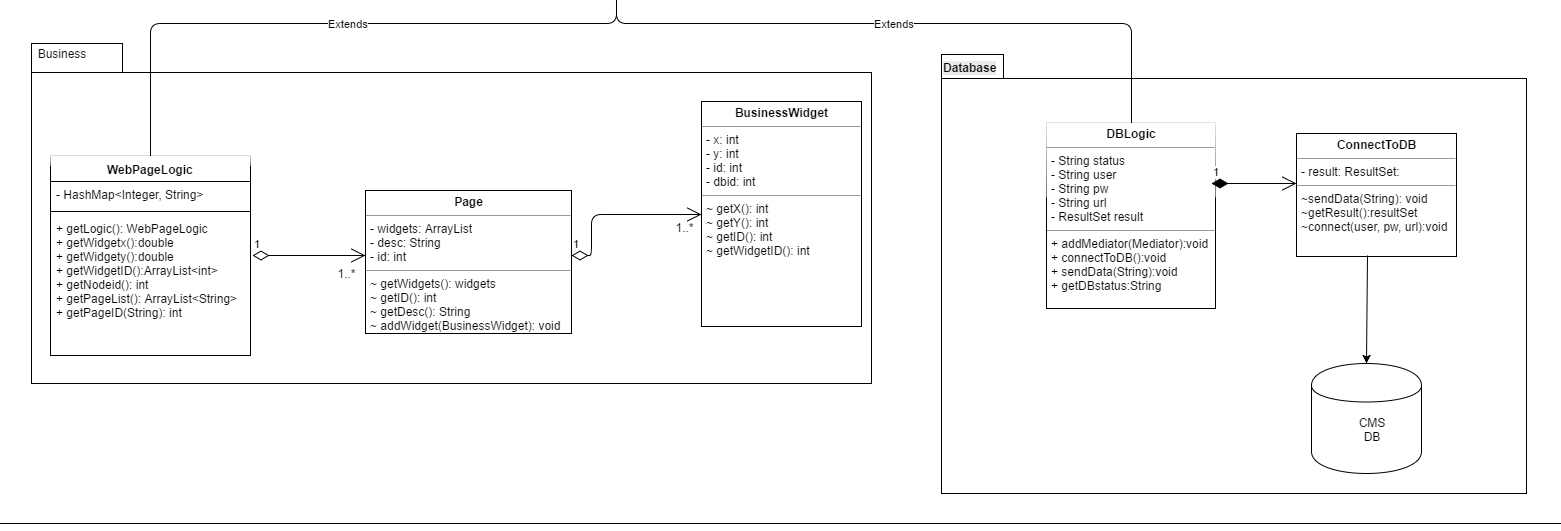 Extends
Extends
Business
WebPageLogic
- HashMap<Integer, String>
+ getLogic(): WebPageLogic
+ getWidgetx():double
+ getWidgety():double
+ getWidgetID():ArrayList<int>
+ getNodeid(): int
+ getPageList(): ArrayList<String>
+ getPageID(String): int
1
1..*
Page
- widgets: ArrayList
- desc: String
- id: int
~ getWidgets(): widgets
~ getID(): int
~ getDesc(): String
~ addWidget(BusinessWidget): void
1
1..*
BusinessWidget
- x: int
- y: int
- id: int
- dbid: int
~ getX(): int
~ getY(): int
~ getID(): int
~ getWidgetID(): int
Database
DBLogic
- String status
- String user
- String pw
- String url
- ResultSet result
+ addMediator(Mediator):void
+ connectToDB():void
+ sendData(String):void
+ getDBstatus:String
1
ConnectToDB
- result: ResultSet:
~sendData(String): void
~getResult():resultSet
~connect(user, pw, url):void
CMS
DB